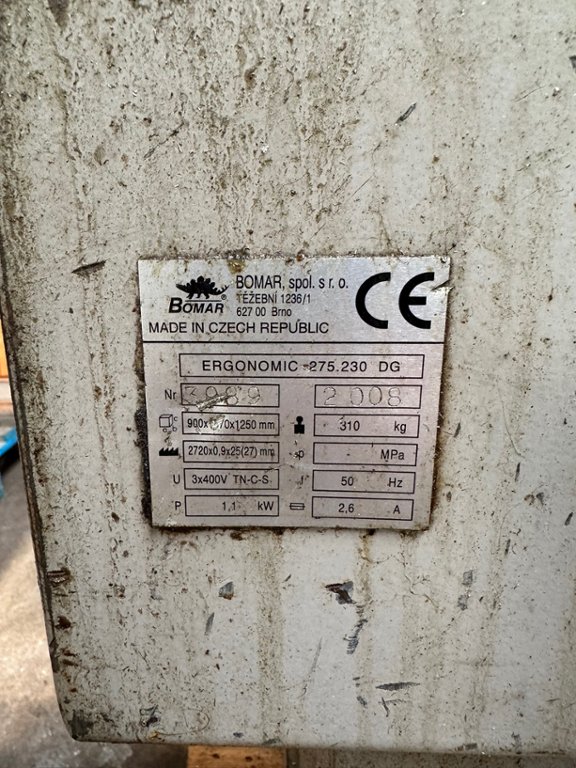 BOMAR®
BOMAR, spol. s r. o.
TĚŽEBNÍ 1236/1
627 00 Brno
CE
MADE IN CZECH REPUBLIC
ERGONOMIC 275.230 DG
Nr 3989 2008
310 kg
2720x0,9x25(27) mm p - MPa
U 3x400V TN-C-S f 50 Hz
P 1,1 kW 2,6 A